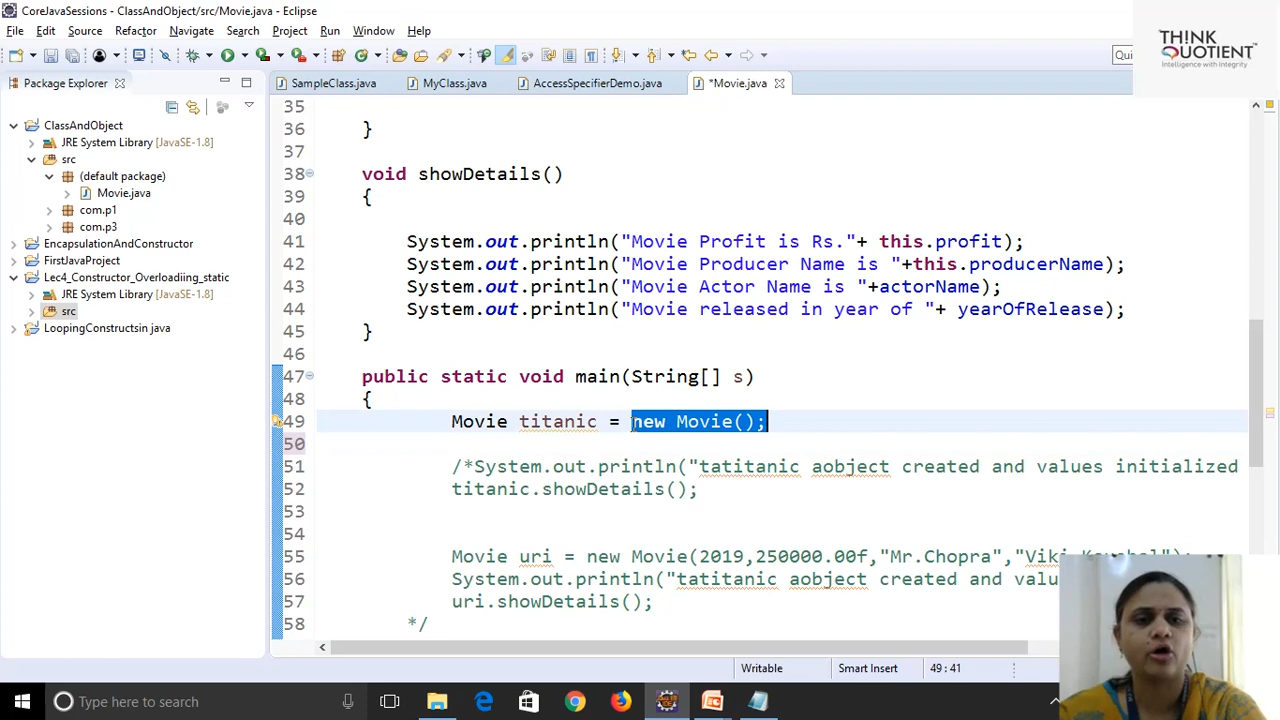 CoreJavaSessions - ClassAndObject/src/Movie.java - Eclipse
File Edit Source Refactor Navigate Search Project Run Window Help
THINK
QUOTIENT
Intelligence with integrity
Qui
Package Explorer
SampleClass.java MyClass.java AccessSpecifierDemo.java *Movie.java
ClassAndObject
JRE System Library [JavaSE-1.8]
src
(default package)
Movie.java
com.p1
com.p3
EncapsulationAndConstructor
FirstJavaProject
Lec4_Constructor_Overloadiing_static
JRE System Library [JavaSE-1.8]
src
LoopingConstructsin java
35
36 }
37
38 void showDetails()
39 {
40
41 System.out.println("Movie Profit is Rs."+ this.profit);
42 System.out.println("Movie Producer Name is "+this.producerName);
43 System.out.println("Movie Actor Name is "+actorName);
44 System.out.println("Movie released in year of "+ yearOfRelease);
45 }
46
47 public static void main(String[] s)
48 {
49 Movie titanic = new Movie();
50
51 /*System.out.println("tatitanic aobject created and values initialized
52 titanic.showDetails();
53
54
55 Movie uri = new Movie(2019,250000.00f,"Mr.Chopra","Viki
56 System.out.println("tatitanic aobject created and valu
57 uri.showDetails();
58 */
Writable Smart Insert 49 : 41
Type here to search